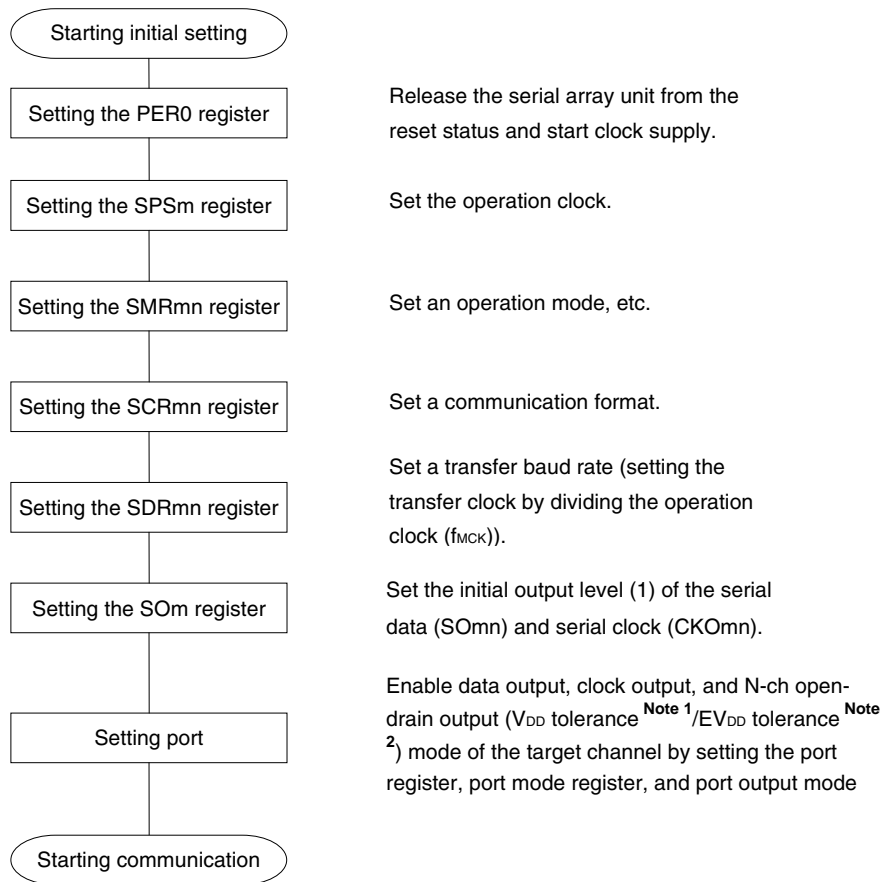 Starting initial setting
Setting the PER0 register
Release the serial array unit from the
reset status and start clock supply.
Setting the SPSm register
Set the operation clock.
Setting the SMRmn register
Set an operation mode, etc.
Setting the SCRmn register
Set a communication format.
Setting the SDRmn register
Set a transfer baud rate (setting the
transfer clock by dividing the operation
clock (fMCK)).
Setting the SOm register
Set the initial output level (1) of the serial
data (SOmn) and serial clock (CKOmn).
Setting port
Enable data output, clock output, and N-ch open-
drain output (VDD tolerance Note 1/EVDD tolerance Note
2) mode of the target channel by setting the port
register, port mode register, and port output mode
Starting communication